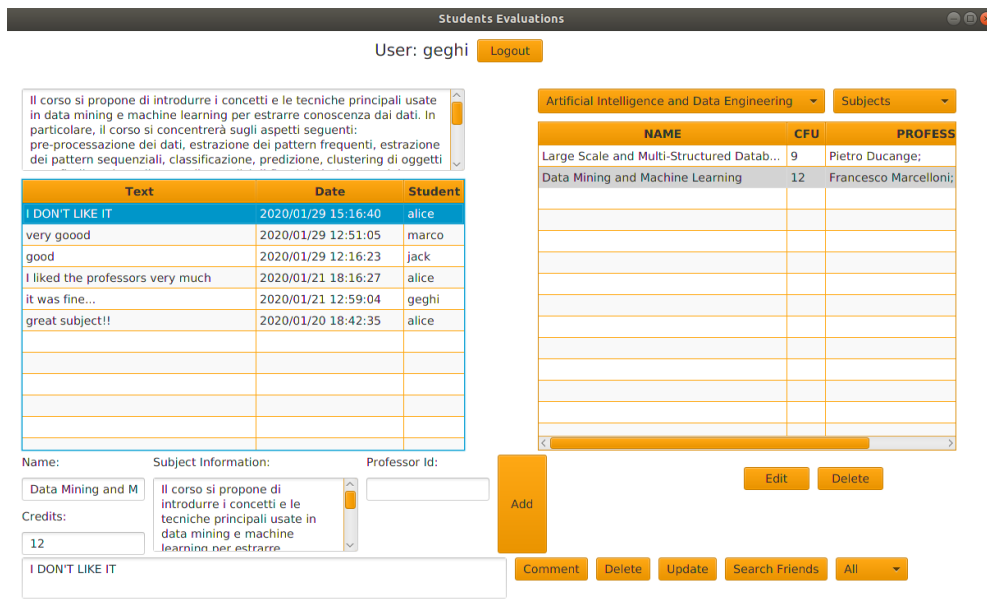 Students Evaluations
User: geghi
Logout
Il corso si propone di introdurre i concetti e le tecniche principali usate
in data mining e machine learning per estrarre conoscenza dai dati. In
particolare, il corso si concentrerà sugli aspetti seguenti:
pre-processazione dei dati, estrazione dei pattern frequenti, estrazione
dei pattern sequenziali, classificazione, predizione, clustering di oggetti
Artificial Intelligence and Data Engineering
Subjects
Text Date Student
I DON'T LIKE IT 2020/01/29 15:16:40 alice
very goood 2020/01/29 12:51:05 marco
good 2020/01/29 12:16:23 jack
I liked the professors very much 2020/01/21 18:16:27 alice
it was fine... 2020/01/21 12:59:04 geghi
great subject!! 2020/01/20 18:42:35 alice
NAME CFU PROFESS
Large Scale and Multi-Structured Datab... 9 Pietro Ducange;
Data Mining and Machine Learning 12 Francesco Marcelloni;
Edit
Delete
Name:
Data Mining and M
Credits:
12
Subject Information:
Il corso si propone di
introdurre i concetti e le
tecniche principali usate in
data mining e machine
learning per estrarre
Professor Id:
Add
I DON'T LIKE IT
Comment
Delete
Update
Search Friends
All